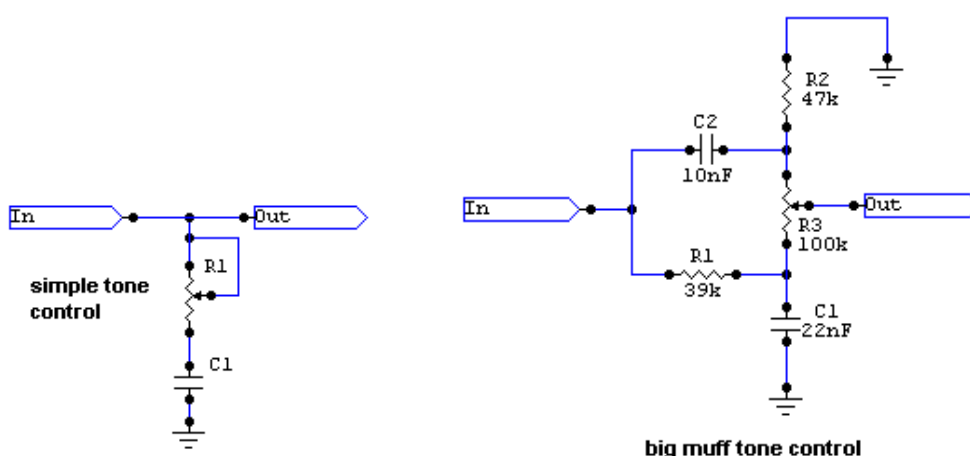 In
Out
R1
simple tone
control
C1
R2
47k
C2
10nF
In
Out
R3
100k
R1
39k
C1
22nF
big muff tone control